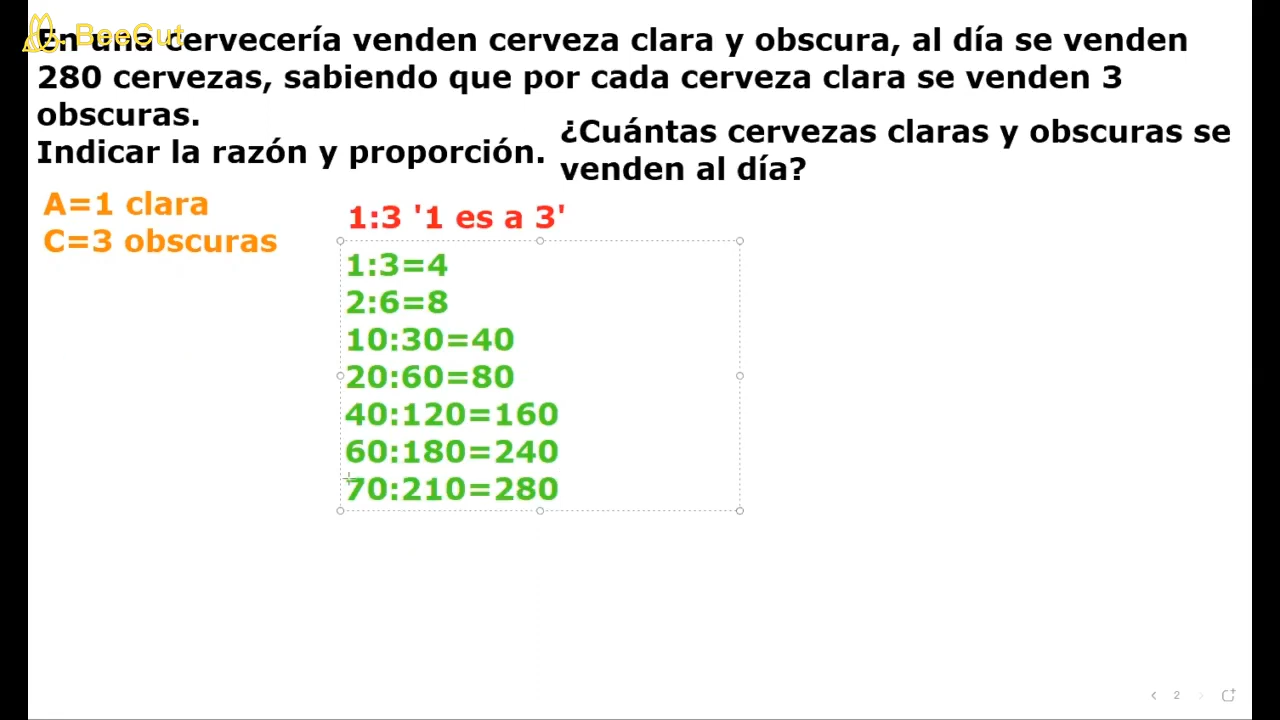 BeeCut
En una cervecería venden cerveza clara y obscura, al día se venden
280 cervezas, sabiendo que por cada cerveza clara se venden 3
obscuras.
Indicar la razón y proporción.
¿Cuántas cervezas claras y obscuras se
venden al día?
A=1 clara
C=3 obscuras
1:3 '1 es a 3'
1:3=4
2:6=8
10:30=40
20:60=80
40:120=160
60:180=240
70:210=280
2